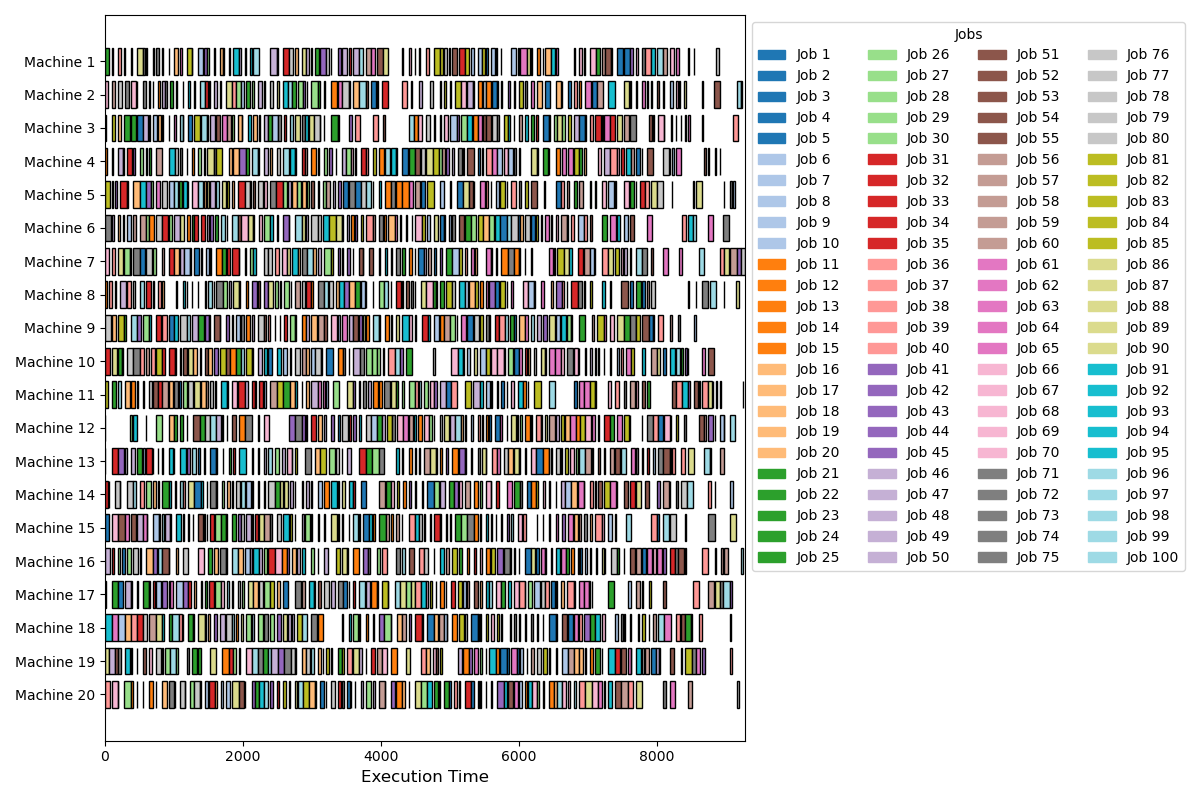 Machine 1
Machine 2
Machine 3
Machine 4
Machine 5
Machine 6
Machine 7
Machine 8
Machine 9
Machine 10
Machine 11
Machine 12
Machine 13
Machine 14
Machine 15
Machine 16
Machine 17
Machine 18
Machine 19
Machine 20
0 2000 4000 6000 8000
Execution Time
Jobs
Job 1 Job 26 Job 51 Job 76
Job 2 Job 27 Job 52 Job 77
Job 3 Job 28 Job 53 Job 78
Job 4 Job 29 Job 54 Job 79
Job 5 Job 30 Job 55 Job 80
Job 6 Job 31 Job 56 Job 81
Job 7 Job 32 Job 57 Job 82
Job 8 Job 33 Job 58 Job 83
Job 9 Job 34 Job 59 Job 84
Job 10 Job 35 Job 60 Job 85
Job 11 Job 36 Job 61 Job 86
Job 12 Job 37 Job 62 Job 87
Job 13 Job 38 Job 63 Job 88
Job 14 Job 39 Job 64 Job 89
Job 15 Job 40 Job 65 Job 90
Job 16 Job 41 Job 66 Job 91
Job 17 Job 42 Job 67 Job 92
Job 18 Job 43 Job 68 Job 93
Job 19 Job 44 Job 69 Job 94
Job 20 Job 45 Job 70 Job 95
Job 21 Job 46 Job 71 Job 96
Job 22 Job 47 Job 72 Job 97
Job 23 Job 48 Job 73 Job 98
Job 24 Job 49 Job 74 Job 99
Job 25 Job 50 Job 75 Job 100